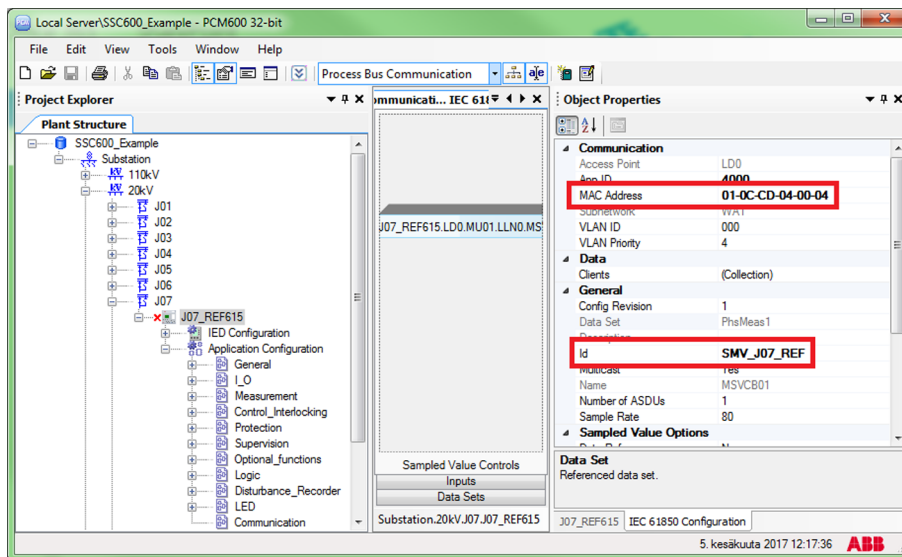 Local Server\SSC600_Example - PCM600 32-bit
File Edit View Tools Window Help
Process Bus Communication
Project Explorer
Plant Structure
SSC600_Example
Substation
110kV
20kV
J01
J02
J03
J04
J05
J06
J07
J07_REF615
IED Configuration
Application Configuration
General
I_O
Measurement
Control_Interlocking
Protection
Supervision
Optional_functions
Logic
Disturbance_Recorder
LED
Communication
ommunicati... IEC 61
J07_REF615.LD0.MU01.LLN0.MS
Sampled Value Controls
Inputs
Data Sets
Substation.20kV.J07.J07_REF615
Object Properties
Communication
Access Point LD0
App ID 4000
MAC Address 01-0C-CD-04-00-04
Subnetwork WA1
VLAN ID 000
VLAN Priority 4
Data
Clients (Collection)
General
Config Revision 1
Data Set PhsMeas1
Description
Id SMV_J07_REF
Multicast Yes
Name MSVCB01
Number of ASDUs 1
Sample Rate 80
Sampled Value Options
Data Set
Referenced data set.
J07_REF615 IEC 61850 Configuration
5. kesäkuuta 2017 12:17:36 ABB